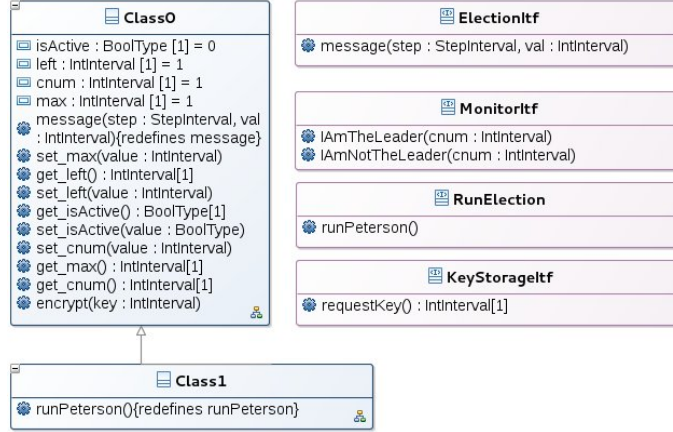 Class0
isActive : BoolType [1] = 0
left : IntInterval [1] = 1
cnum : IntInterval [1] = 1
max : IntInterval [1] = 1
message(step : StepInterval, val
: IntInterval){redefines message}
set_max(value : IntInterval)
get_left() : IntInterval[1]
set_left(value : IntInterval)
get_isActive() : BoolType[1]
set_isActive(value : BoolType)
set_cnum(value : IntInterval)
get_max() : IntInterval[1]
get_cnum() : IntInterval[1]
encrypt(key : IntInterval)
Class1
runPeterson(){redefines runPeterson}
ElectionItf
message(step : StepInterval, val : IntInterval)
MonitorItf
IAmTheLeader(cnum : IntInterval)
IAmNotTheLeader(cnum : IntInterval)
RunElection
runPeterson()
KeyStorageItf
requestKey() : IntInterval[1]